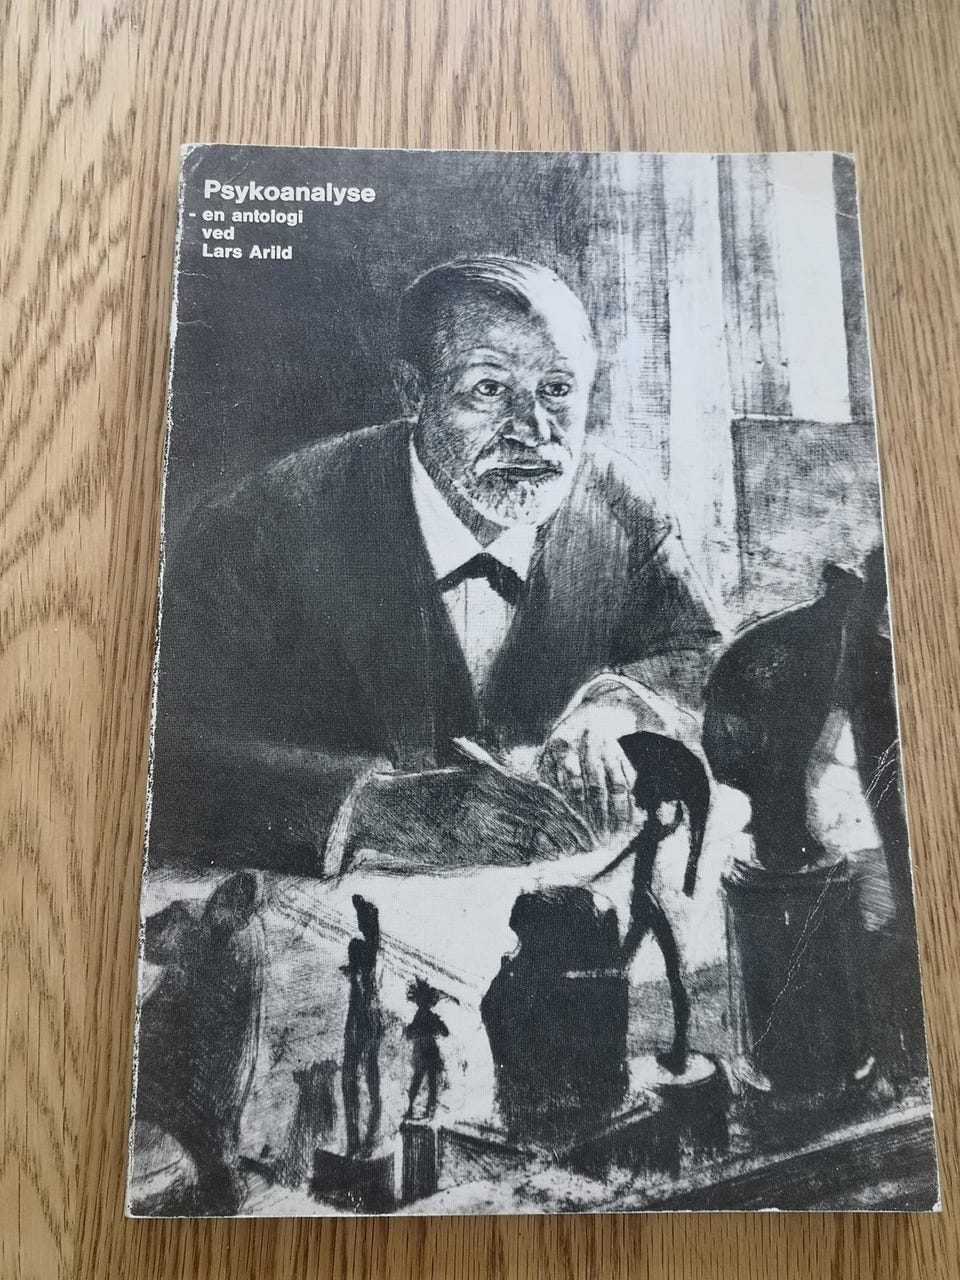 Psykoanalyse
- en antologi
ved
Lars Arild